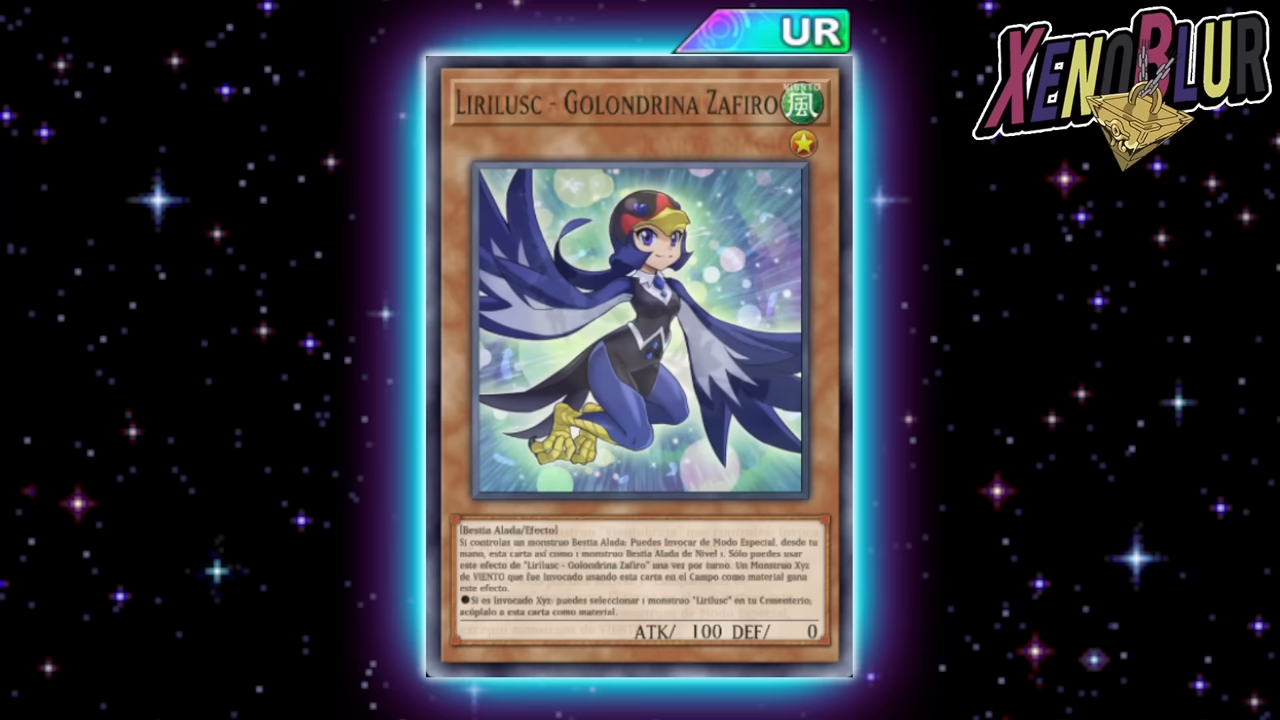 UR
XENOBLUR
LIRILUSC - GOLONDRINA ZAFIRO
VIENTO
風
[Bestia Alada/Efecto]
Si controlas un monstruo Bestia Alada: Puedes Invocar de Modo Especial, desde tu
mano, esta carta así como 1 monstruo Bestia Alada de Nivel 1. Sólo puedes usar
este efecto de "Lirilusc - Golondrina Zafiro" una vez por turno. Un Monstruo Xyz
de VIENTO que fue Invocado usando esta carta en el Campo como material gana
este efecto.
●Si es Invocado Xyz: puedes seleccionar 1 monstruo "Lirilusc" en tu Cementerio;
acóplalo a esta carta como material.
ATK/ 100 DEF/ 0